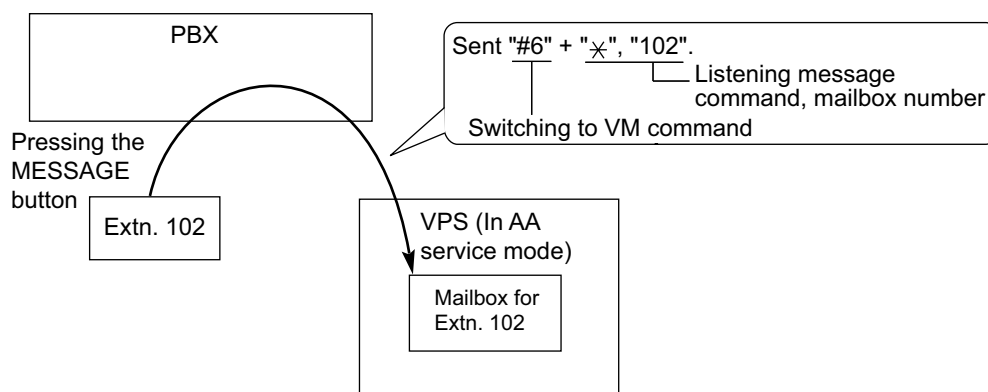 PBX
Sent "#6" + "⚹", "102".
Listening message
command, mailbox number
Switching to VM command
Pressing the
MESSAGE
button
Extn. 102
VPS (In AA
service mode)
Mailbox for
Extn. 102